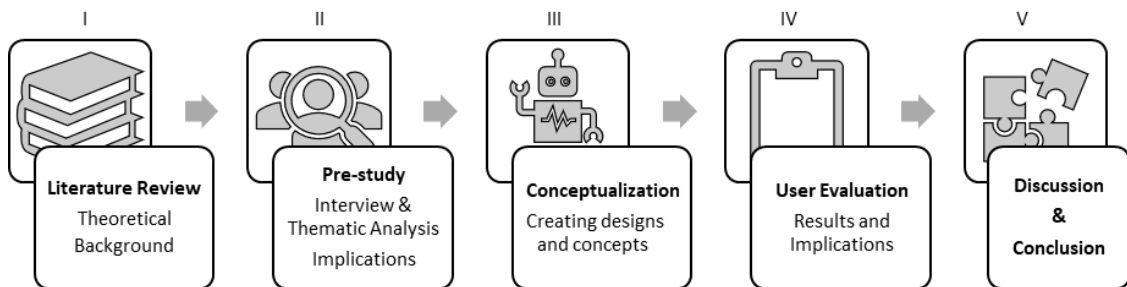 I
II
III
IV
V
Literature Review
Theoretical
Background
Pre-study
Interview &
Thematic Analysis
Implications
Conceptualization
Creating designs
and concepts
User Evaluation
Results and
Implications
Discussion
&
Conclusion